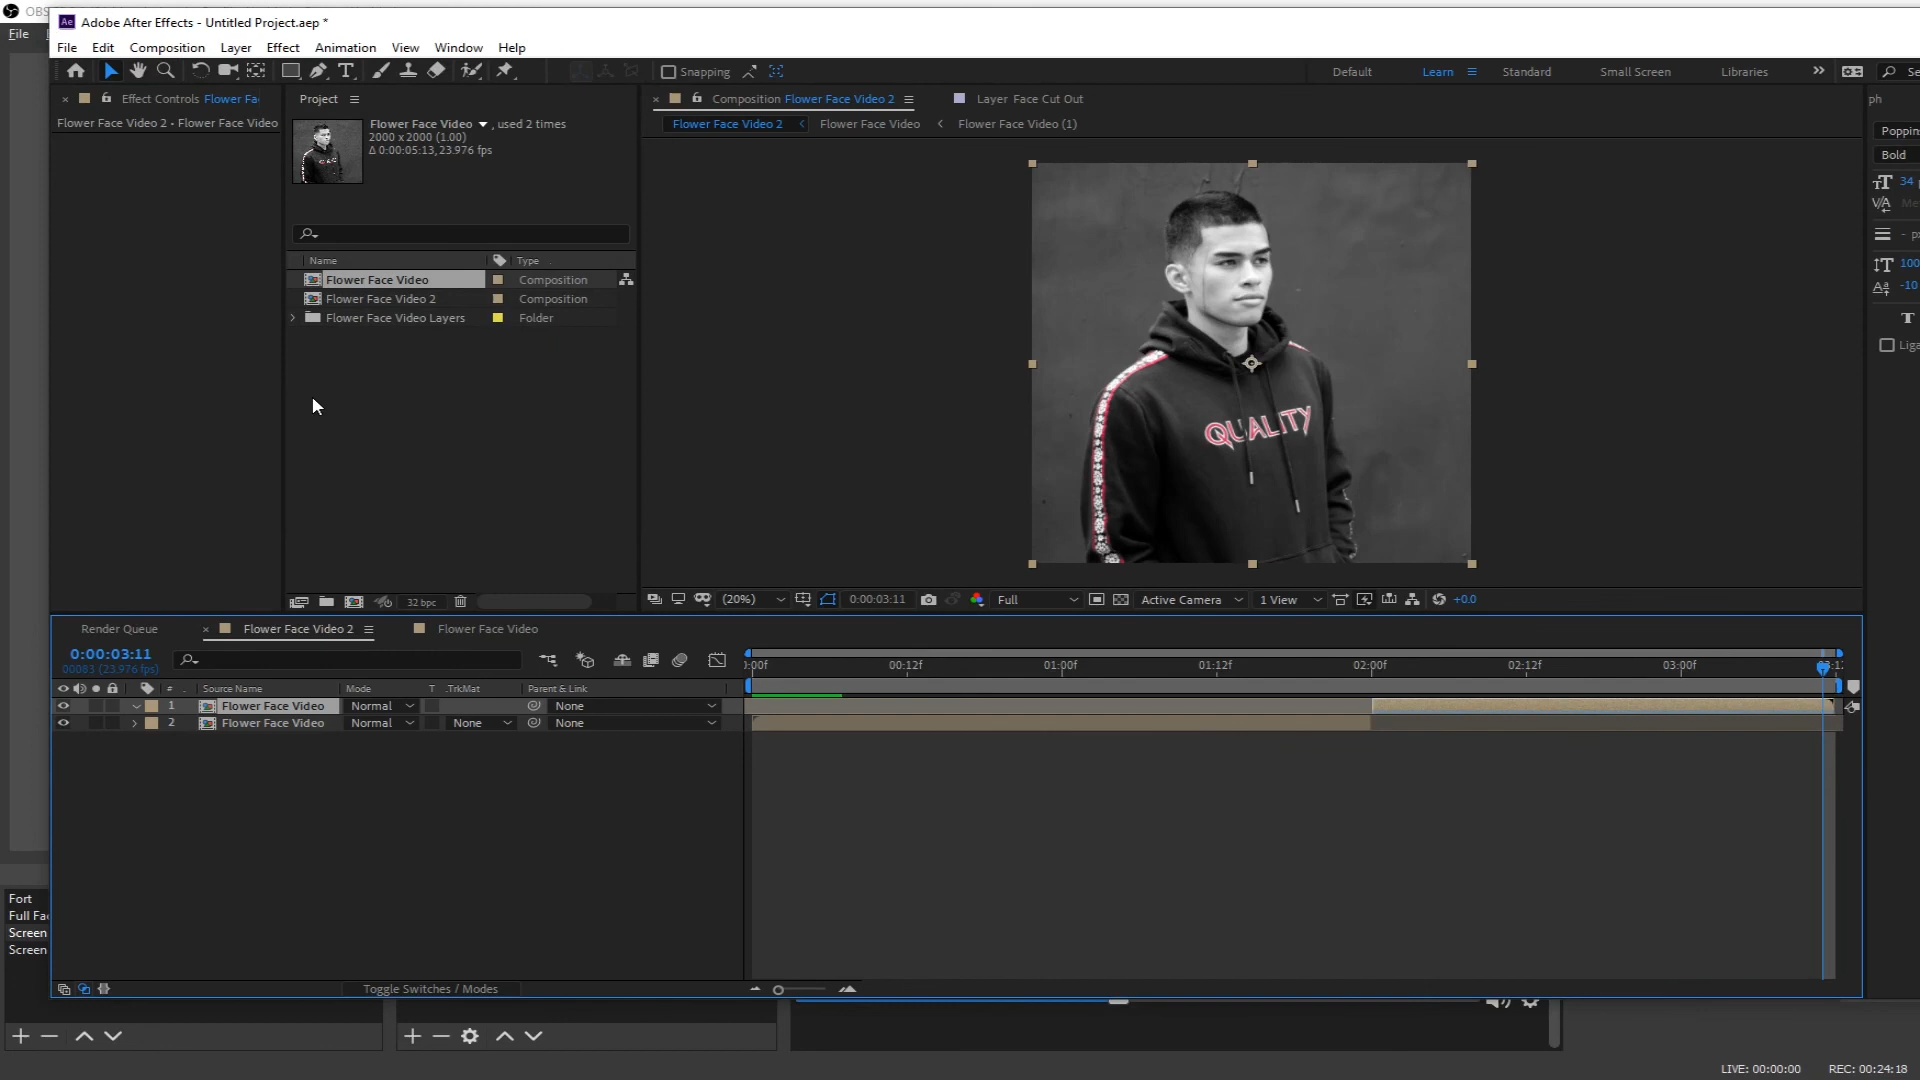 OBS
Adobe After Effects - Untitled Project.aep *
File
File Edit Composition Layer Effect Animation View Window Help
Snapping
Default Learn Standard Small Screen Libraries
Effect Controls Flower Fa
Project
Composition Flower Face Video 2
Layer Face Cut Out
Flower Face Video 2 • Flower Face Video
Flower Face Video , used 2 times
2000 x 2000 (1.00)
Δ 0:00:05:13, 23.976 fps
Flower Face Video 2 Flower Face Video Flower Face Video (1)
Poppins
Bold
34
100
-10
Name Type
Flower Face Video Composition
Flower Face Video 2 Composition
Flower Face Video Layers Folder
QUALITY
32 bpc
(20%) 0:00:03:11 Full Active Camera 1 View +0.0
Render Queue Flower Face Video 2 Flower Face Video
0:00:03:11
00083 (23.976 fps)
00f 00:12f 01:00f 01:12f 02:00f 02:12f 03:00f
# Source Name Mode T .TrkMat Parent & Link
1 Flower Face Video Normal None
2 Flower Face Video Normal None None
Fort
Full Fac
Screen
Screen
Toggle Switches / Modes
LIVE: 00:00:00 REC: 00:24:18